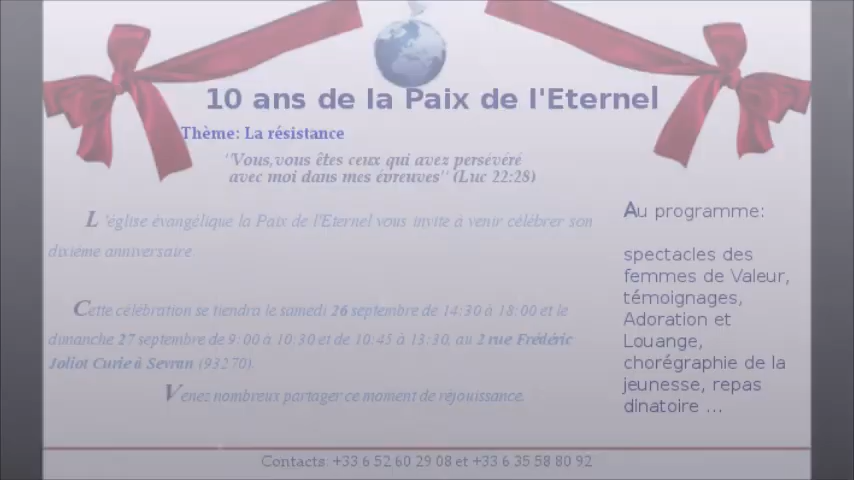 10 ans de la Paix de l'Eternel
Thème: La résistance
"Vous,vous êtes ceux qui avez persévéré
avec moi dans mes évreuves" (Luc 22:28)
L 'église évangélique la Paix de l'Eternel vous invite à venir célébrer son
dixième anniversaire
Cette célébration se tiendra le samedi 26 septembre de 14:30 à 18:00 et le
dimanche 27 septembre de 9:00 à 10:30 et de 10:45 à 13:30, au 2 rue Frédéric
Joliot Curie à Sevran (93270).
Venez nombreux partager ce moment de réjouissance.
Au programme:
spectacles des
femmes de Valeur,
témoignages,
Adoration et
Louange,
chorégraphie de la
jeunesse, repas
dinatoire ...
Contacts: +33 6 52 60 29 08 et +33 6 35 58 80 92